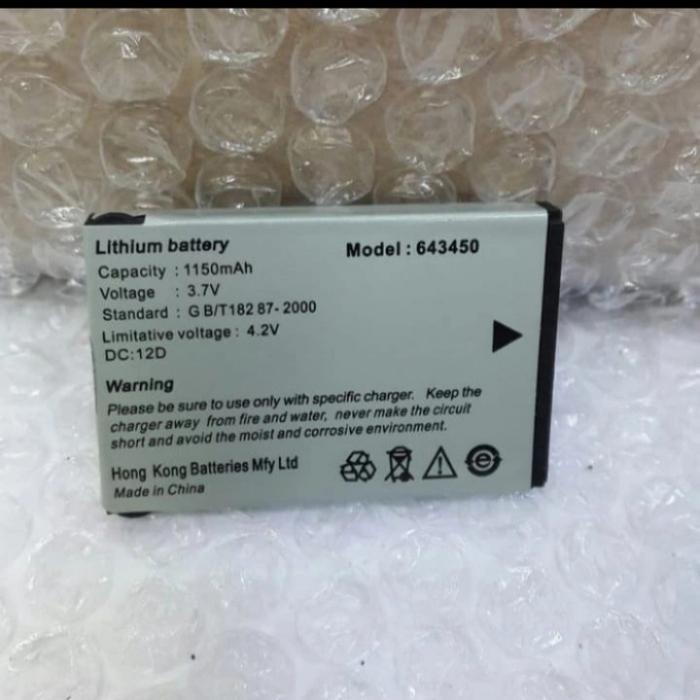 Lithium battery
Model : 643450
Capacity : 1150mAh
Voltage : 3.7V
Standard : G B/T182 87- 2000
Limitative voltage : 4.2V
DC:12D
Warning
Please be sure to use only with specific charger. Keep the
charger away from fire and water, never make the circuit
short and avoid the moist and corrosive environment.
Hong Kong Batteries Mfy Ltd
Made in China